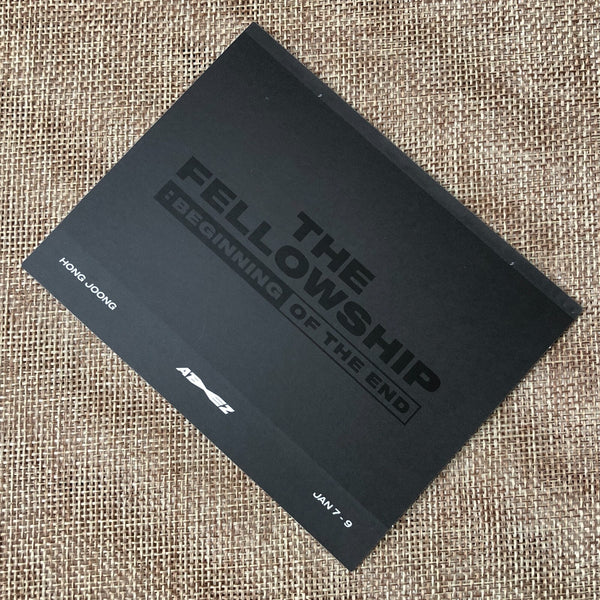 THE
FELLOWSHIP
: BEGINNING OF THE END
HONG JOONG
ATEEZ
JAN 7 - 9